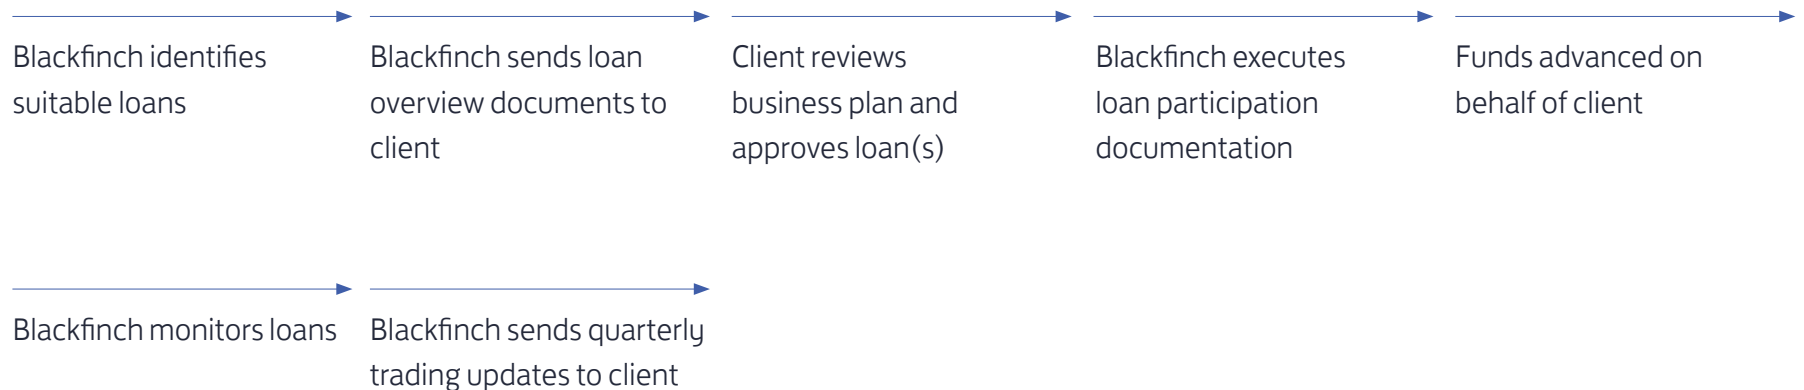 Blackfinch identifies
suitable loans
Blackfinch sends loan
overview documents to
client
Client reviews
business plan and
approves loan(s)
Blackfinch executes
loan participation
documentation
Funds advanced on
behalf of client
Blackfinch monitors loans
Blackfinch sends quarterly
trading updates to client